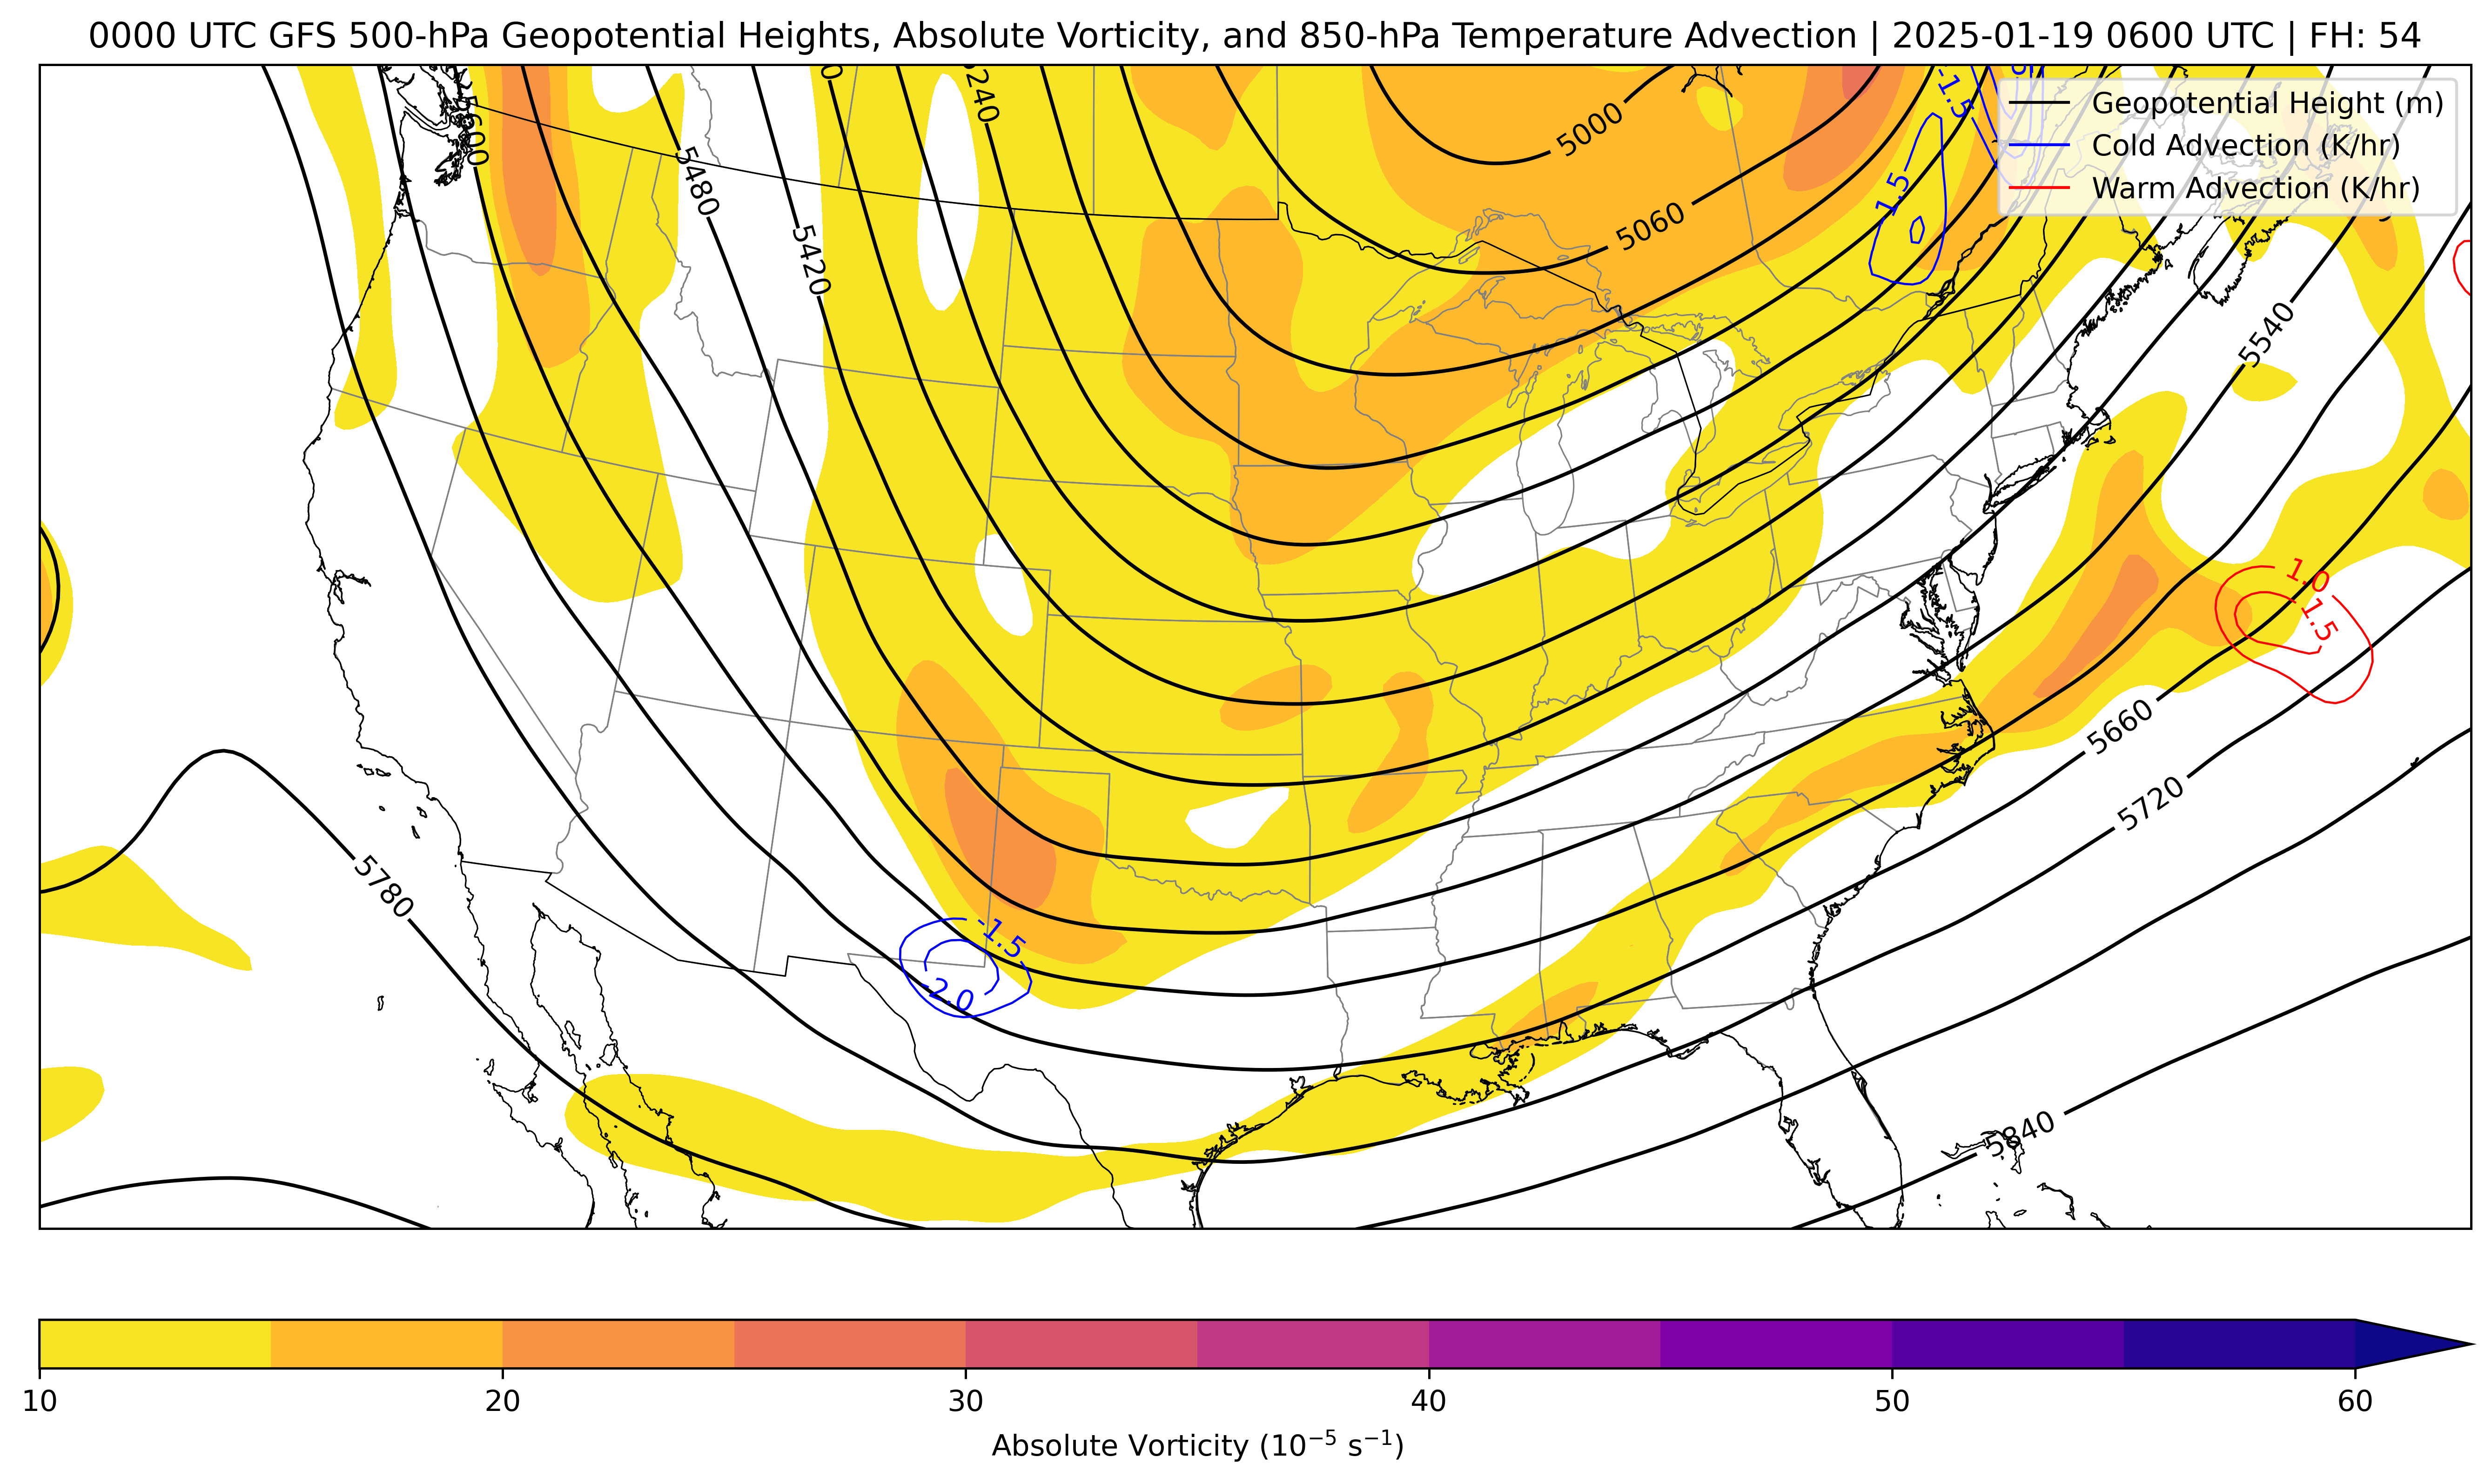 0000 UTC GFS 500-hPa Geopotential Heights, Absolute Vorticity, and 850-hPa Temperature Advection | 2025-01-19 0600 UTC | FH: 54
Geopotential Height (m)
Cold Advection (K/hr)
Warm Advection (K/hr)
-1.5
5000
5600
5240
5480
1.5
5060
5420
5540
1.0
1.5
5660
5720
5780
-1.5
-2.0
5840
10 20 30 40 50 60
Absolute Vorticity (10⁻⁵ s⁻¹)